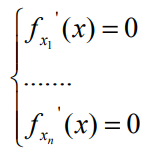 f_{x_1}'(x) = 0
.......
f_{x_n}'(x) = 0